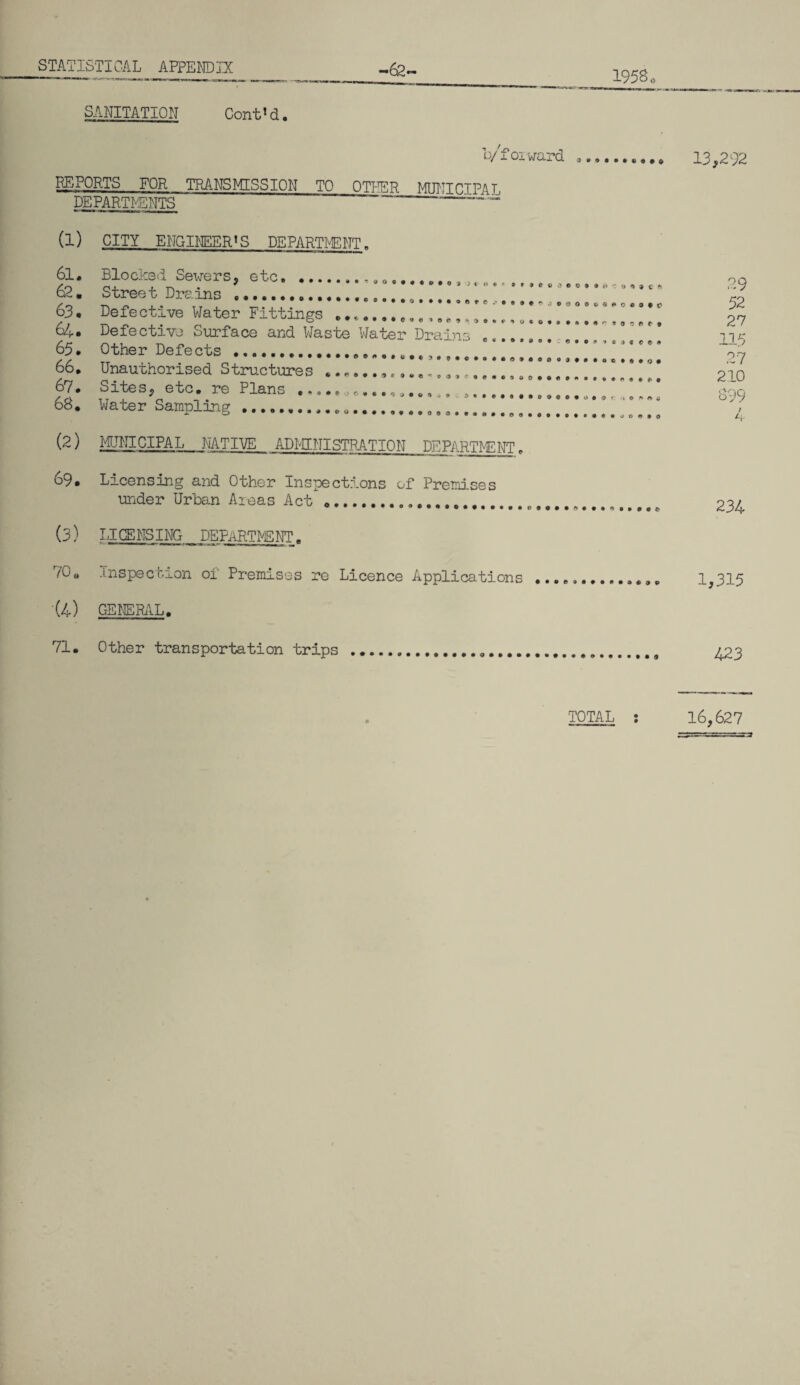 STATISTICAL APPENDIX -62- 1958.
SANITATION Cont'd.
b/forward .......... 13,292
REPORTS FOR TRANSMISSION TO OTHER MUNICIPAL
DEPARTMENTS
(1) CITY ENGINEER'S DEPARTMENT.
61. Blocked Sewers, etc. .......... 29
62. Street Drains .......... 52
63. Defective Water Fittings .......... 27
64. Defective Surface and Waste Water Drains .......... 115
65. Other Defects .......... 27
66. Unauthorised Structures .......... 210
67. Sites, etc. re Plans .......... 899
68. Water Sampling .......... 4
(2) MUNICIPAL NATIVE ADMINISTRATION DEPARTMENT.
69. Licensing and Other Inspections of Premises
under Urban Areas Act .......... 234
(3) LICENSING DEPARTMENT.
70. Inspection of Premises re Licence Applications .......... 1,315
(4) GENERAL.
71. Other transportation trips .......... 423
TOTAL : 16,627